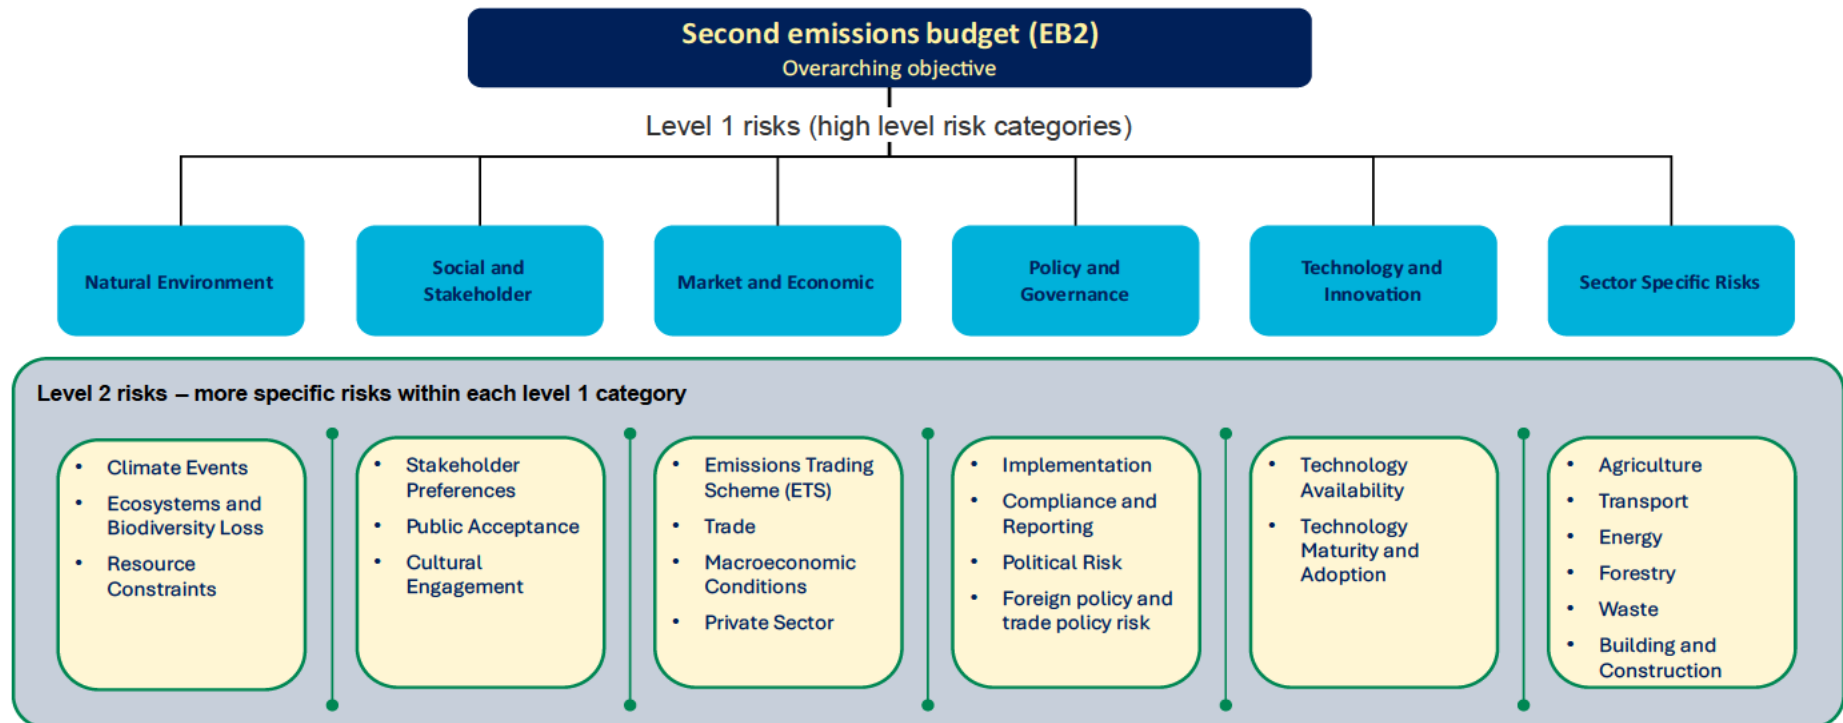 Second emissions budget (EB2)
Overarching objective
Level 1 risks (high level risk categories)
Natural Environment
Social and
Stakeholder
Market and Economic
Policy and
Governance
Technology and
Innovation
Sector Specific Risks
Level 2 risks – more specific risks within each level 1 category
• Climate Events
• Ecosystems and
Biodiversity Loss
• Resource
Constraints
• Stakeholder
Preferences
• Public Acceptance
• Cultural
Engagement
• Emissions Trading
Scheme (ETS)
• Trade
• Macroeconomic
Conditions
• Private Sector
• Implementation
• Compliance and
Reporting
• Political Risk
• Foreign policy and
trade policy risk
• Technology
Availability
• Technology
Maturity and
Adoption
• Agriculture
• Transport
• Energy
• Forestry
• Waste
• Building and
Construction